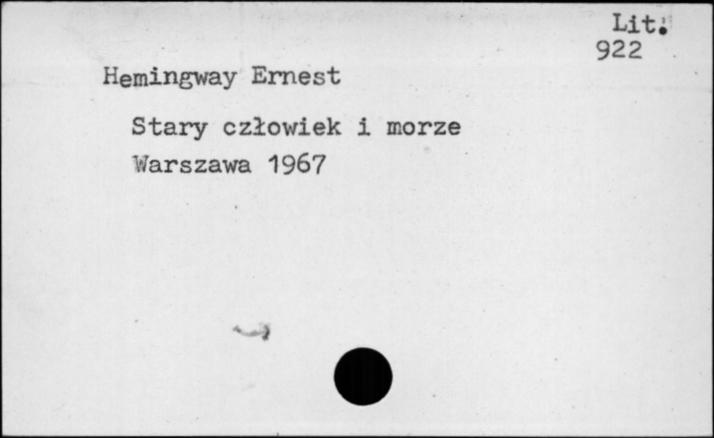 Lit.
922
Hemingway Ernest
Stary człowiek i morze
Warszawa 1967